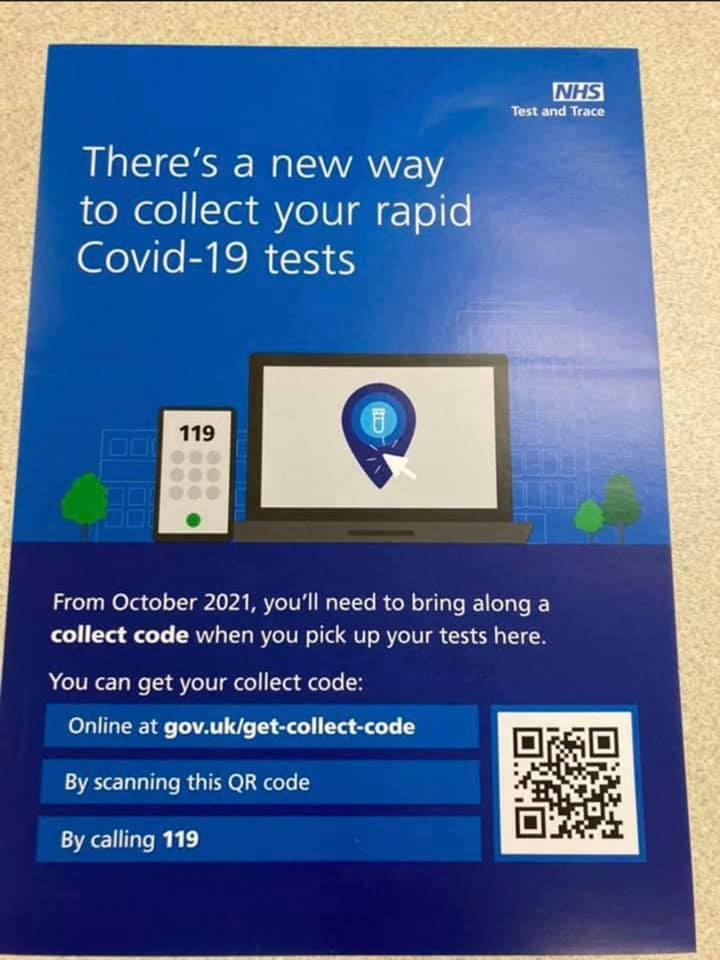 NHS
Test and Trace
There's a new way
to collect your rapid
Covid-19 tests
119
From October 2021, you'll need to bring along a
collect code when you pick up your tests here.
You can get your collect code:
Online at gov.uk/get-collect-code
By scanning this QR code
By calling 119